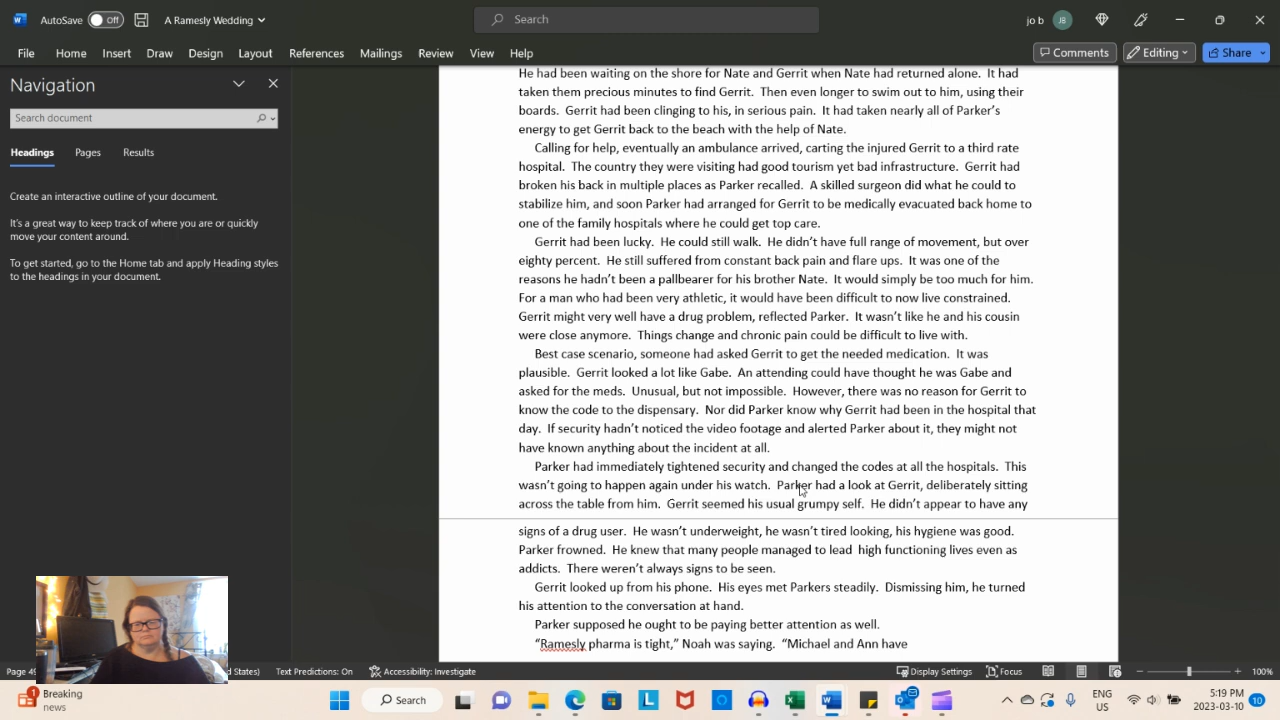 AutoSave Off A Ramesly Wedding Search jo b JB
File Home Insert Draw Design Layout References Mailings Review View Help Comments Editing Share
Navigation
Search document
Headings Pages Results
Create an interactive outline of your document.
It's a great way to keep track of where you are or quickly
move your content around.
To get started, go to the Home tab and apply Heading styles
to the headings in your document.
He had been waiting on the shore for Nate and Gerrit when Nate had returned alone.  It had
taken them precious minutes to find Gerrit.  Then even longer to swim out to him, using their
boards.  Gerrit had been clinging to his, in serious pain.  It had taken nearly all of Parker's
energy to get Gerrit back to the beach with the help of Nate.
Calling for help, eventually an ambulance arrived, carting the injured Gerrit to a third rate
hospital.  The country they were visiting had good tourism yet bad infrastructure.  Gerrit had
broken his back in multiple places as Parker recalled.  A skilled surgeon did what he could to
stabilize him, and soon Parker had arranged for Gerrit to be medically evacuated back home to
one of the family hospitals where he could get top care.
Gerrit had been lucky.  He could still walk.  He didn't have full range of movement, but over
eighty percent.  He still suffered from constant back pain and flare ups.  It was one of the
reasons he hadn't been a pallbearer for his brother Nate.  It would simply be too much for him.
For a man who had been very athletic, it would have been difficult to now live constrained.
Gerrit might very well have a drug problem, reflected Parker.  It wasn't like he and his cousin
were close anymore.  Things change and chronic pain could be difficult to live with.
Best case scenario, someone had asked Gerrit to get the needed medication.  It was
plausible.  Gerrit looked a lot like Gabe.  An attending could have thought he was Gabe and
asked for the meds.  Unusual, but not impossible.  However, there was no reason for Gerrit to
know the code to the dispensary.  Nor did Parker know why Gerrit had been in the hospital that
day.  If security hadn't noticed the video footage and alerted Parker about it, they might not
have known anything about the incident at all.
Parker had immediately tightened security and changed the codes at all the hospitals.  This
wasn't going to happen again under his watch.  Parker had a look at Gerrit, deliberately sitting
across the table from him.  Gerrit seemed his usual grumpy self.  He didn't appear to have any
signs of a drug user.  He wasn't underweight, he wasn't tired looking, his hygiene was good.
Parker frowned.  He knew that many people managed to lead  high functioning lives even as
addicts.  There weren't always signs to be seen.
Gerrit looked up from his phone.  His eyes met Parkers steadily.  Dismissing him, he turned
his attention to the conversation at hand.
Parker supposed he ought to be paying better attention as well.
“Ramesly pharma is tight,” Noah was saying.  “Michael and Ann have
Page 49 States) Text Predictions: On Accessibility: Investigate Display Settings Focus 100%
1 Breaking
news
Search
ENG
US
5:19 PM
2023-03-10
10